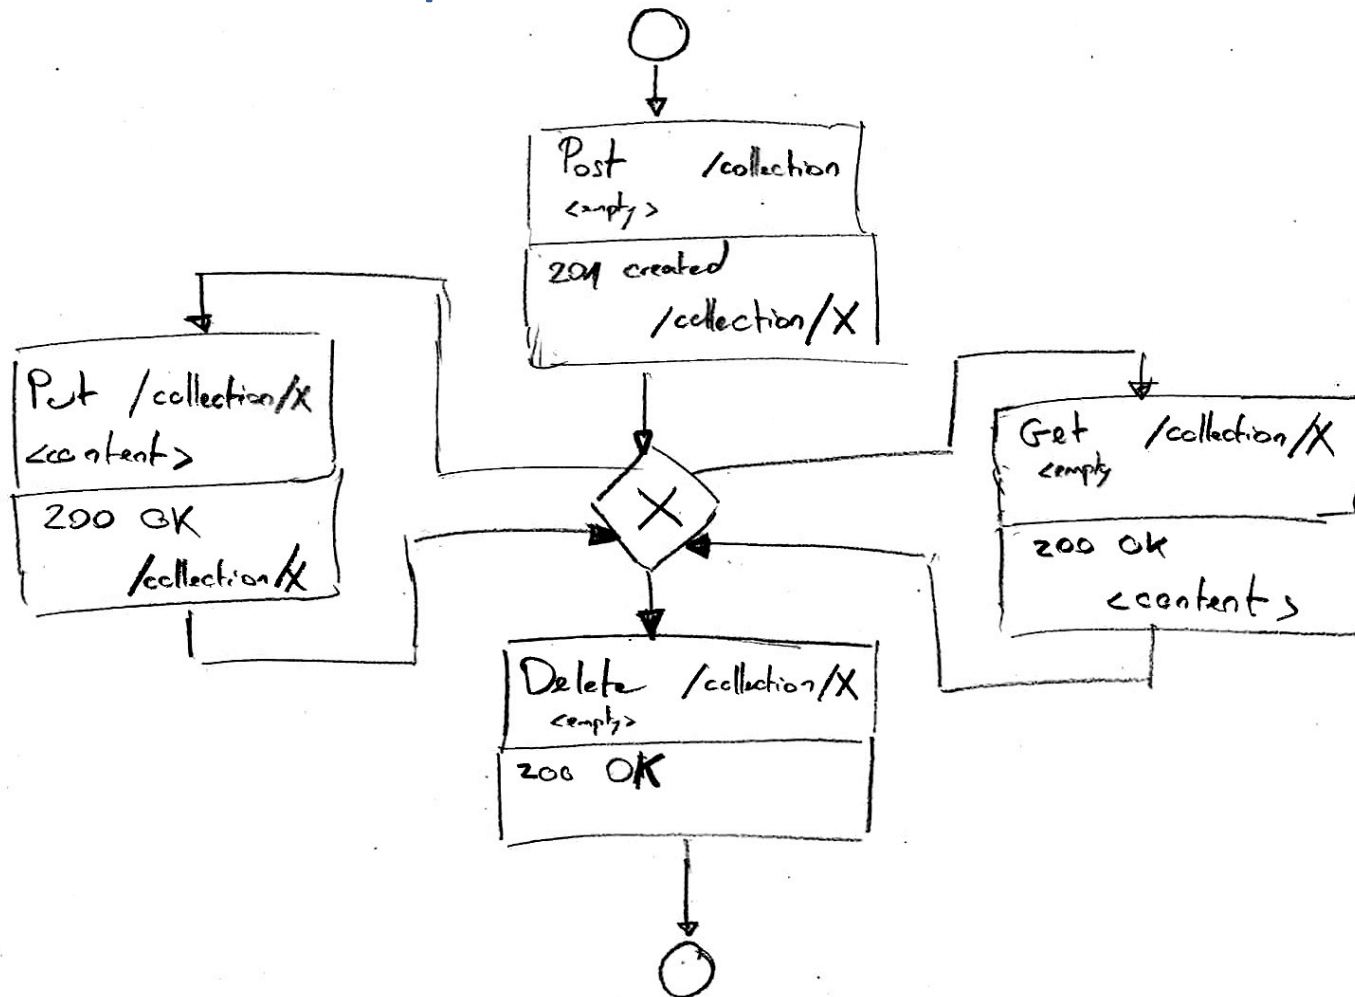 Post /collection
<empty>
201 created
/collection/X
Put /collection/X
<content>
200 OK
/collection/X
Get /collection/X
<empty
200 OK
<content>
X
Delete /collection/X
<empty>
200 OK